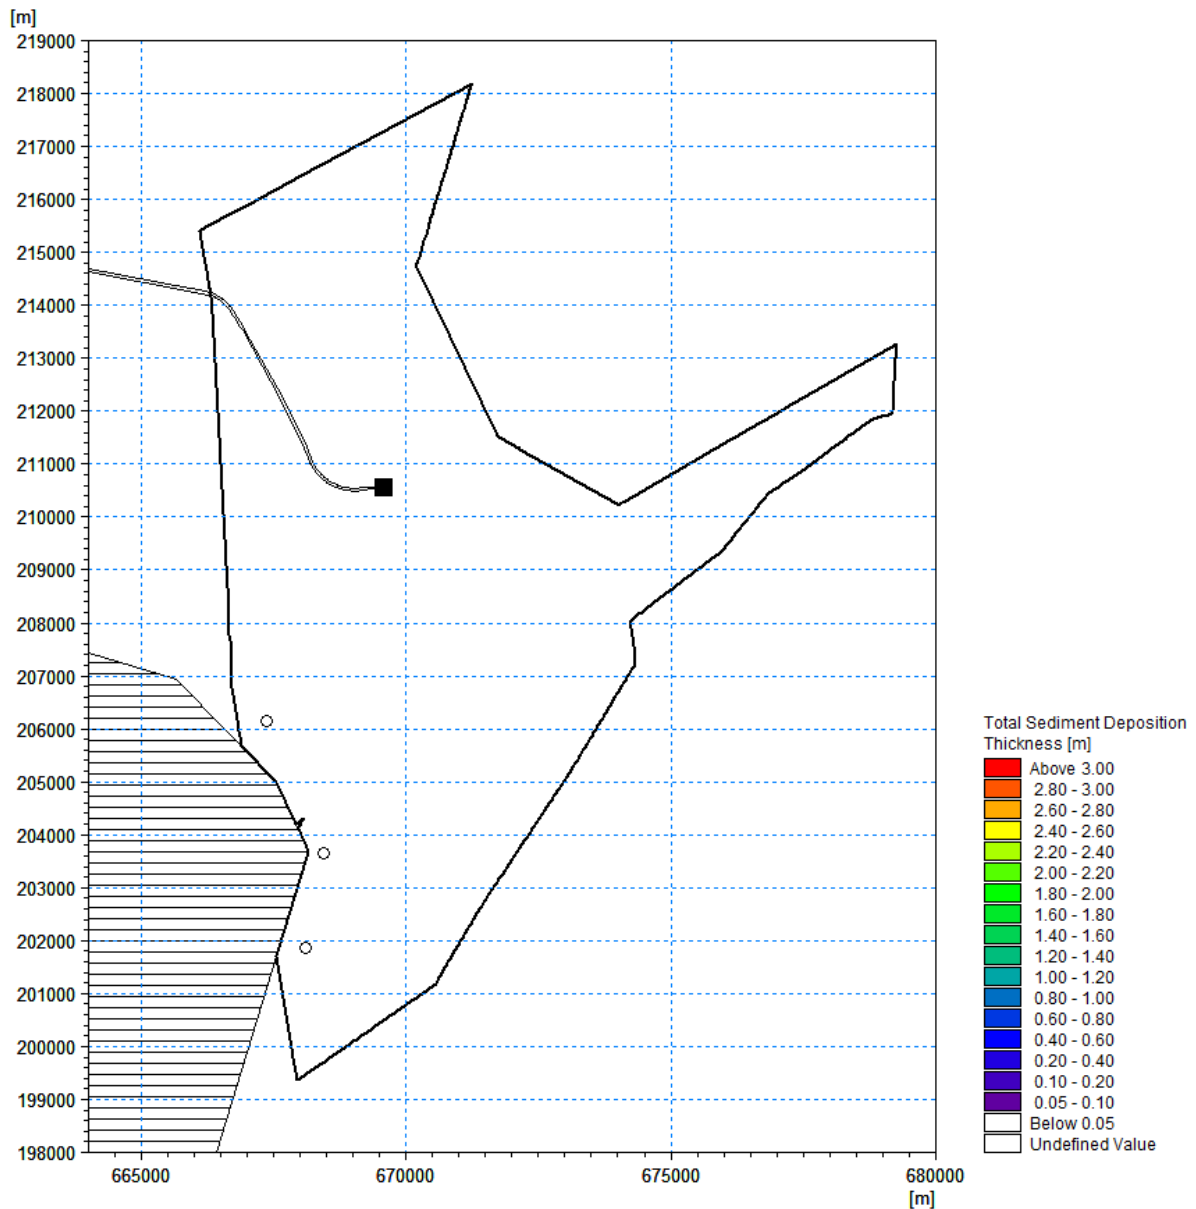 [m]
219000
218000
217000
216000
215000
214000
213000
212000
211000
210000
209000
208000
207000
206000
205000
204000
203000
202000
201000
200000
199000
198000
665000 670000 675000 680000
[m]
Total Sediment Deposition
Thickness [m]
Above 3.00
2.80 - 3.00
2.60 - 2.80
2.40 - 2.60
2.20 - 2.40
2.00 - 2.20
1.80 - 2.00
1.60 - 1.80
1.40 - 1.60
1.20 - 1.40
1.00 - 1.20
0.80 - 1.00
0.60 - 0.80
0.40 - 0.60
0.20 - 0.40
0.10 - 0.20
0.05 - 0.10
Below 0.05
Undefined Value